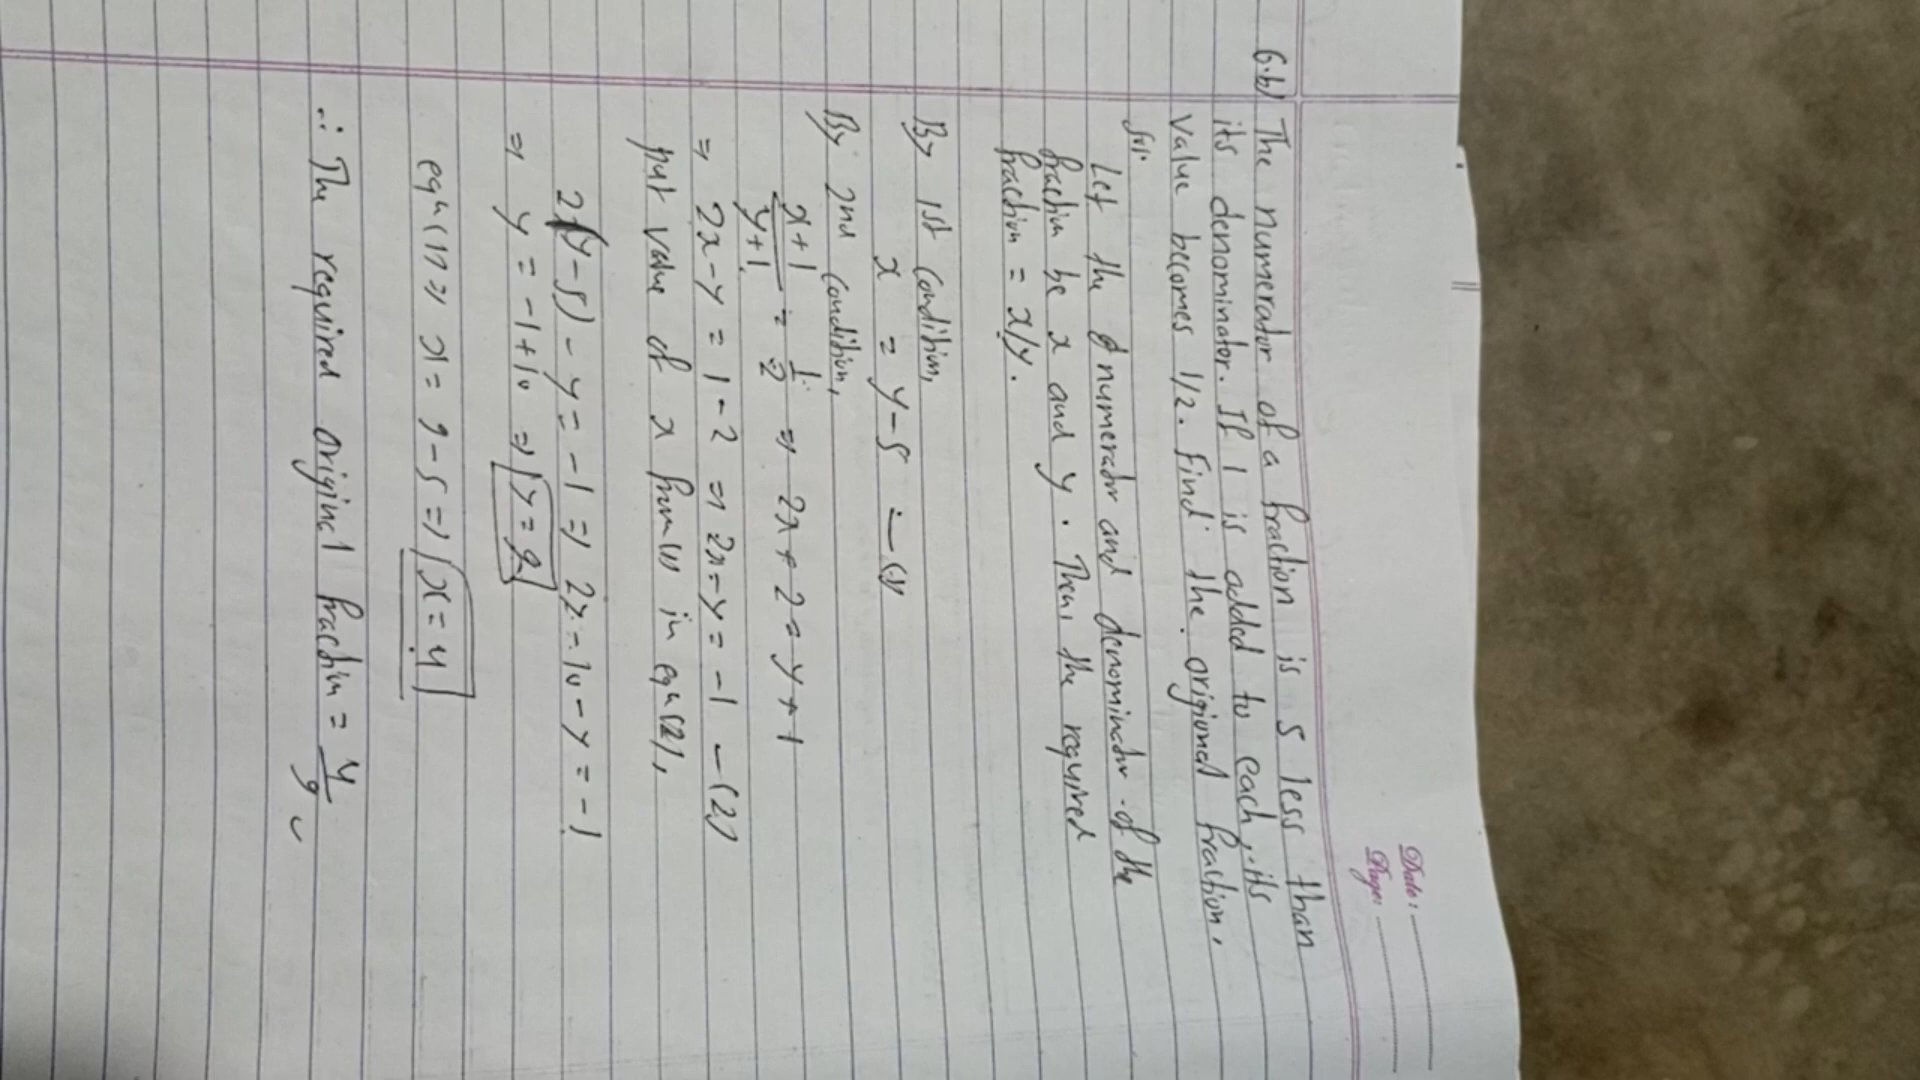 Date:
Page:
6.b) The numerator of a fraction is 5 less than
its denominator. If 1 is added to each, its
value becomes 1/2. Find the origional fraction.
Sol:
Let the numerator and denominator of the
fraction be x and y. Then, the required
fraction = x/y.
By 1st condition,
x = y - 5 - (1)
By 2nd condition,
x+1/y+1 = 1/2 ⇒ 2x + 2 = y + 1
⇒ 2x - y = 1 - 2 ⇒ 2x - y = -1 - (2)
put value of x from (1) in eqn (2),
2(y - 5) - y = -1 ⇒ 2y - 10 - y = -1
⇒ y = -1 + 10 ⇒ y = 9
eqn (1) ⇒ x = 9 - 5 ⇒ x = 4
∴ The required original fraction = 4/9